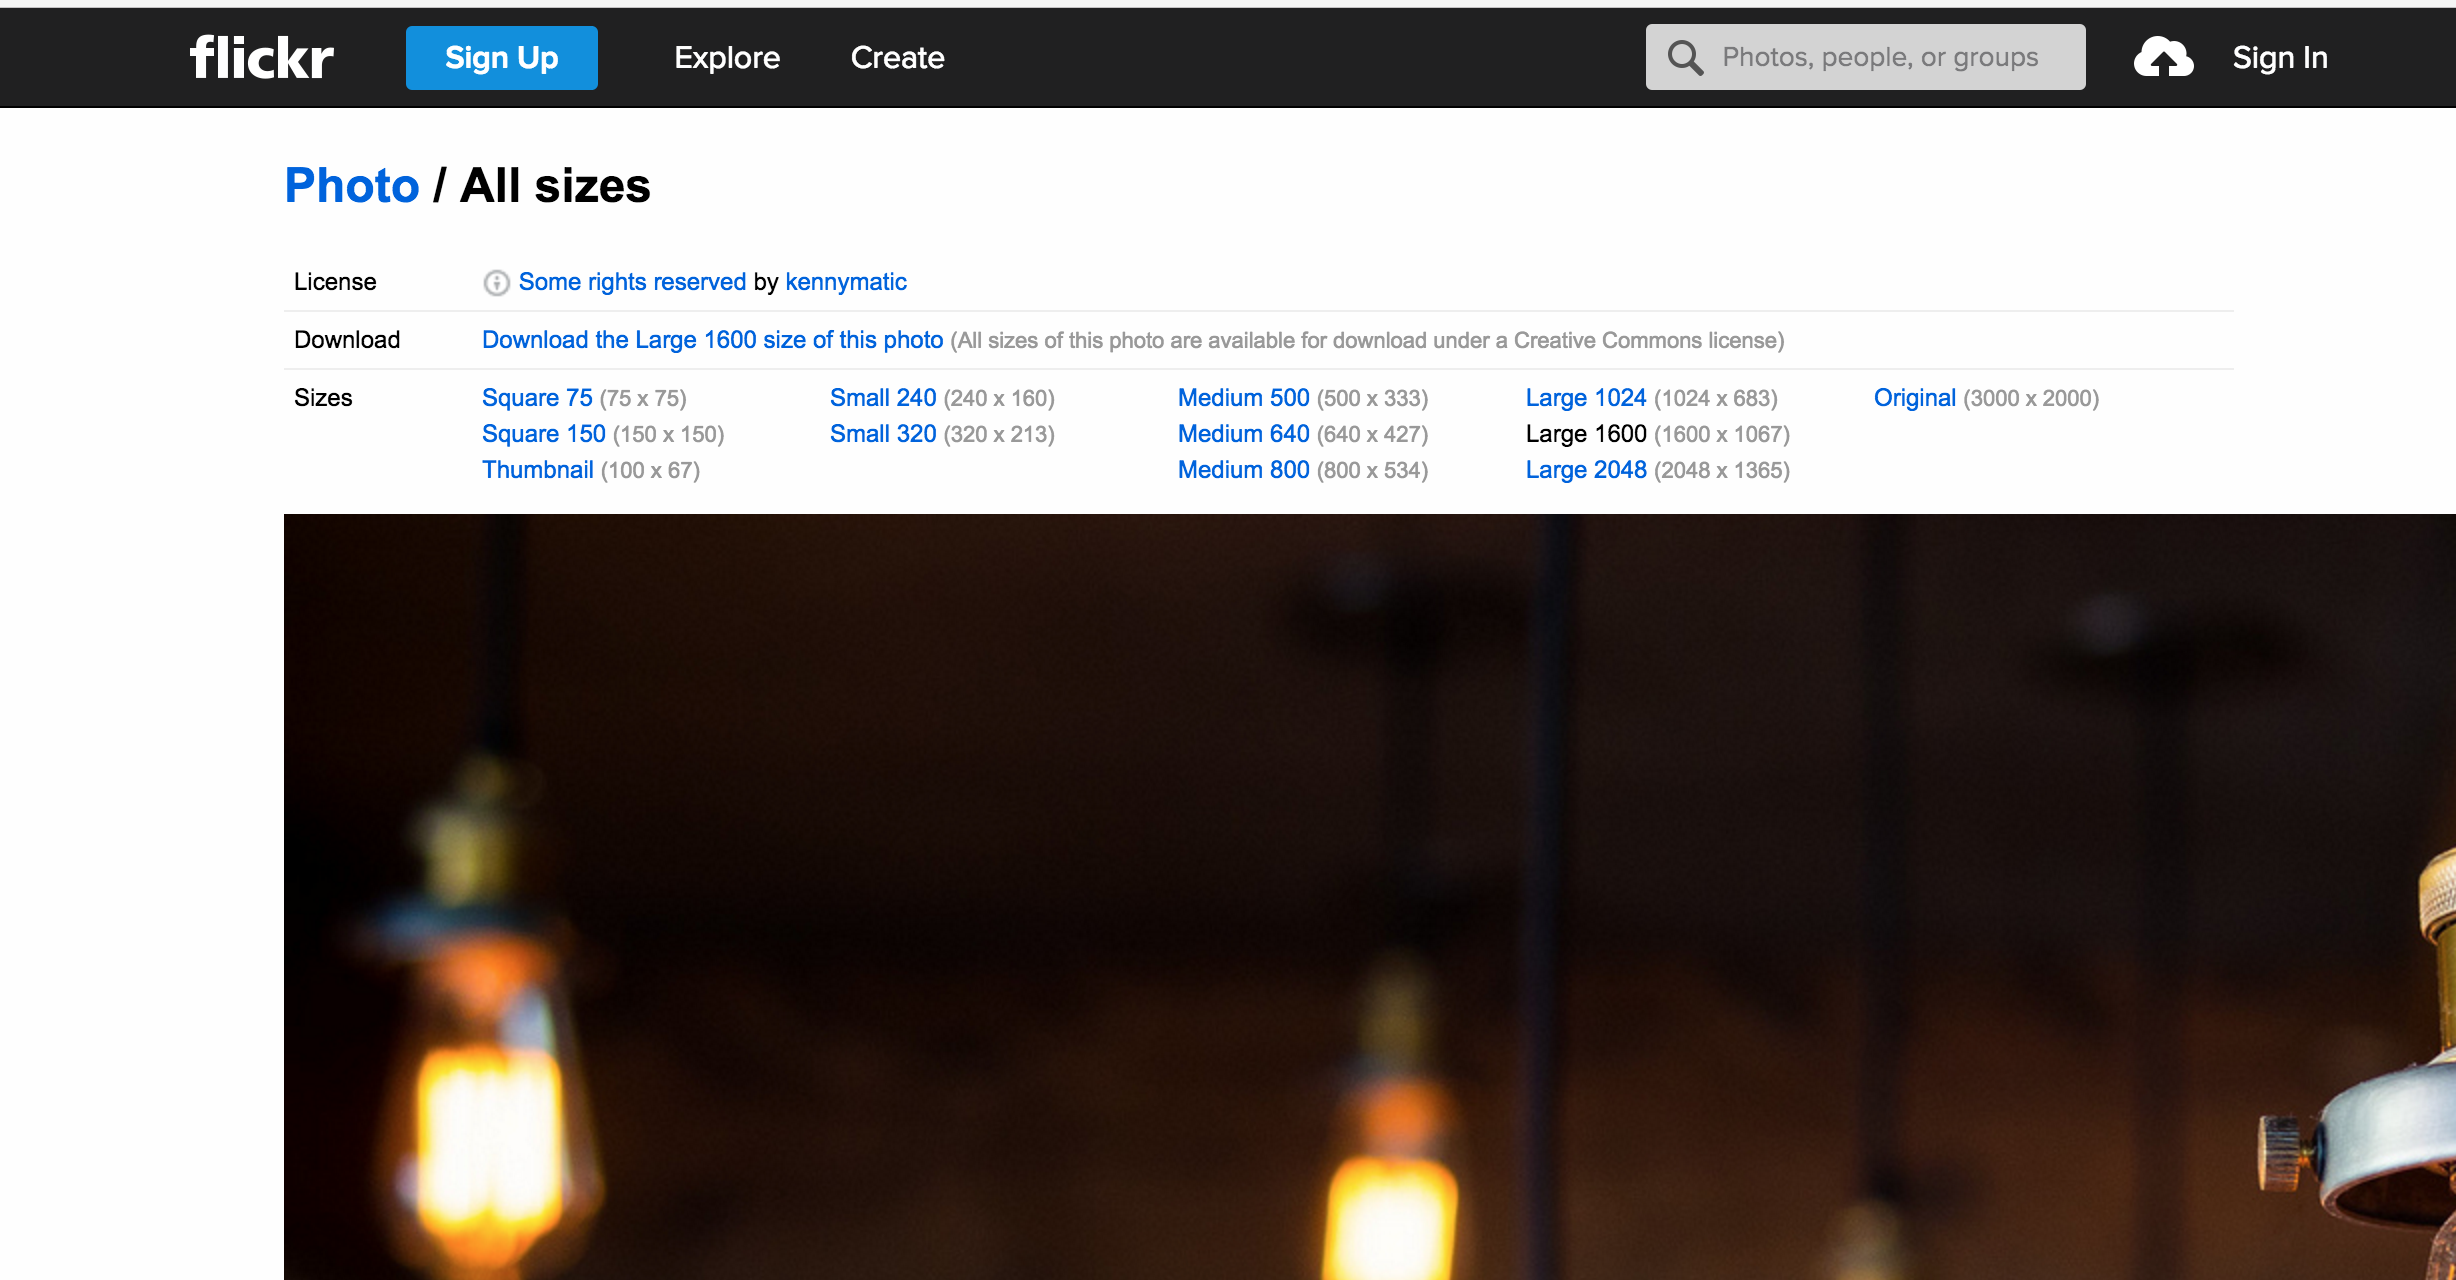 flickr Sign Up Explore Create Photos, people, or groups Sign In
Photo / All sizes
License Some rights reserved by kennymatic
Download Download the Large 1600 size of this photo (All sizes of this photo are available for download under a Creative Commons license)
Sizes Square 75 (75 x 75) Small 240 (240 x 160) Medium 500 (500 x 333) Large 1024 (1024 x 683) Original (3000 x 2000)
Square 150 (150 x 150) Small 320 (320 x 213) Medium 640 (640 x 427) Large 1600 (1600 x 1067)
Thumbnail (100 x 67) Medium 800 (800 x 534) Large 2048 (2048 x 1365)